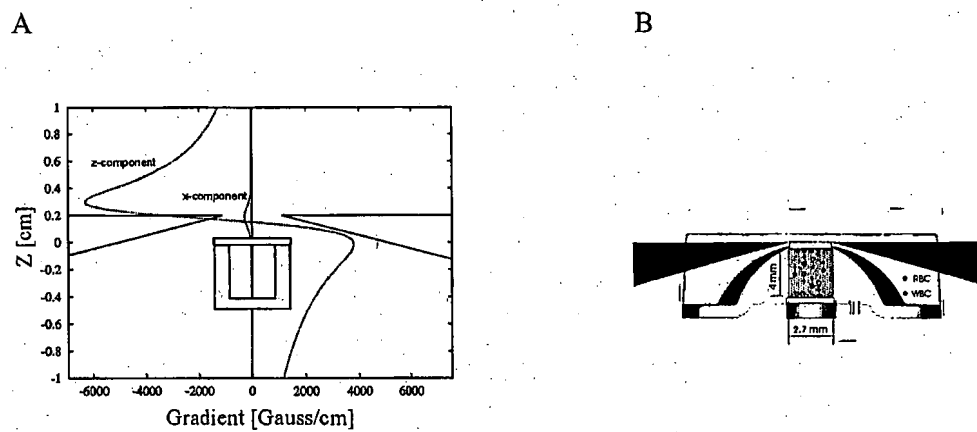 A
B
1
0.8
0.6
0.4
0.2
0
-0.2
-0.4
-0.6
-0.8
-1
Z [cm]
z-component
x-component
-6000
-4000
-2000
0
2000
4000
6000
Gradient [Gauss/cm]
4mm
RBC
WBC
2.7 mm